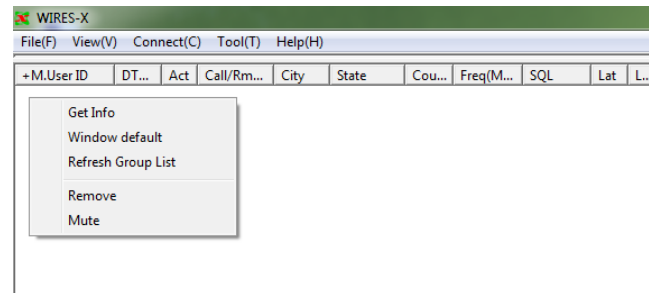 WIRES-X
File(F) View(V) Connect(C) Tool(T) Help(H)
+M.User ID DT... Act Call/Rm... City State Cou... Freq(M... SQL Lat L...
Get Info
Window default
Refresh Group List
Remove
Mute